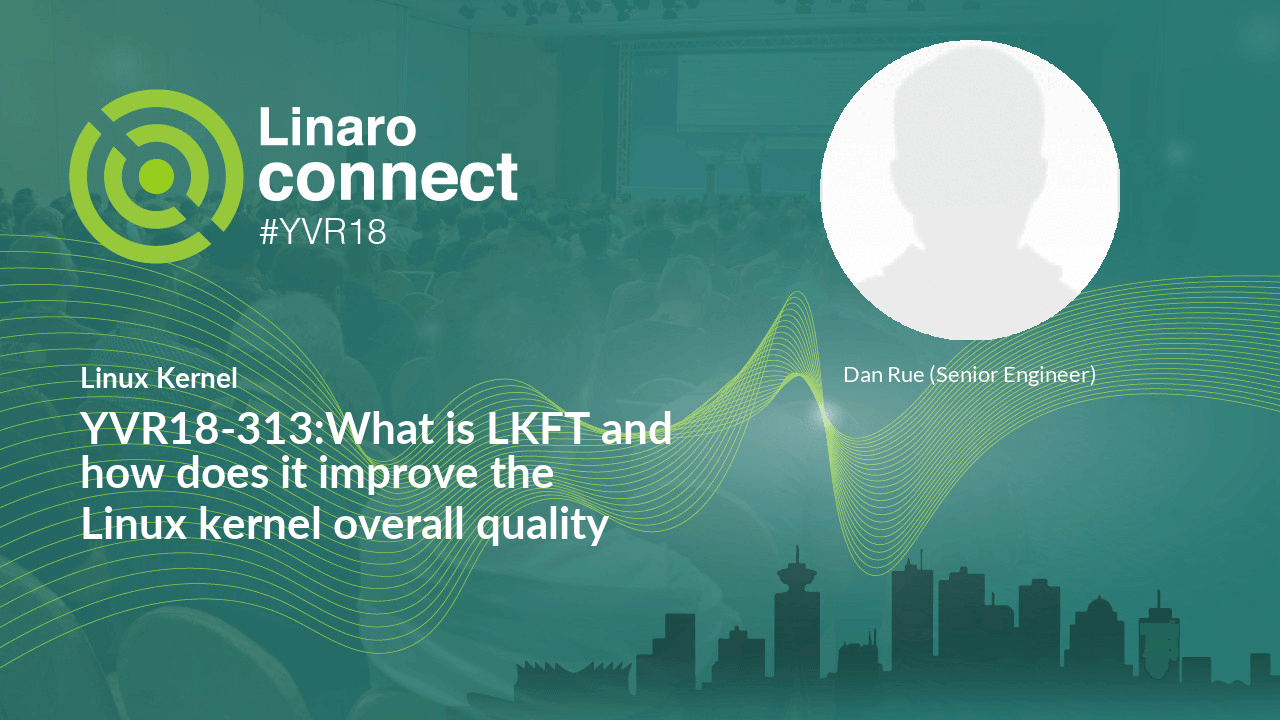 Linaro
connect
#YVR18
Linux Kernel
YVR18-313:What is LKFT and
how does it improve the
Linux kernel overall quality
Dan Rue (Senior Engineer)